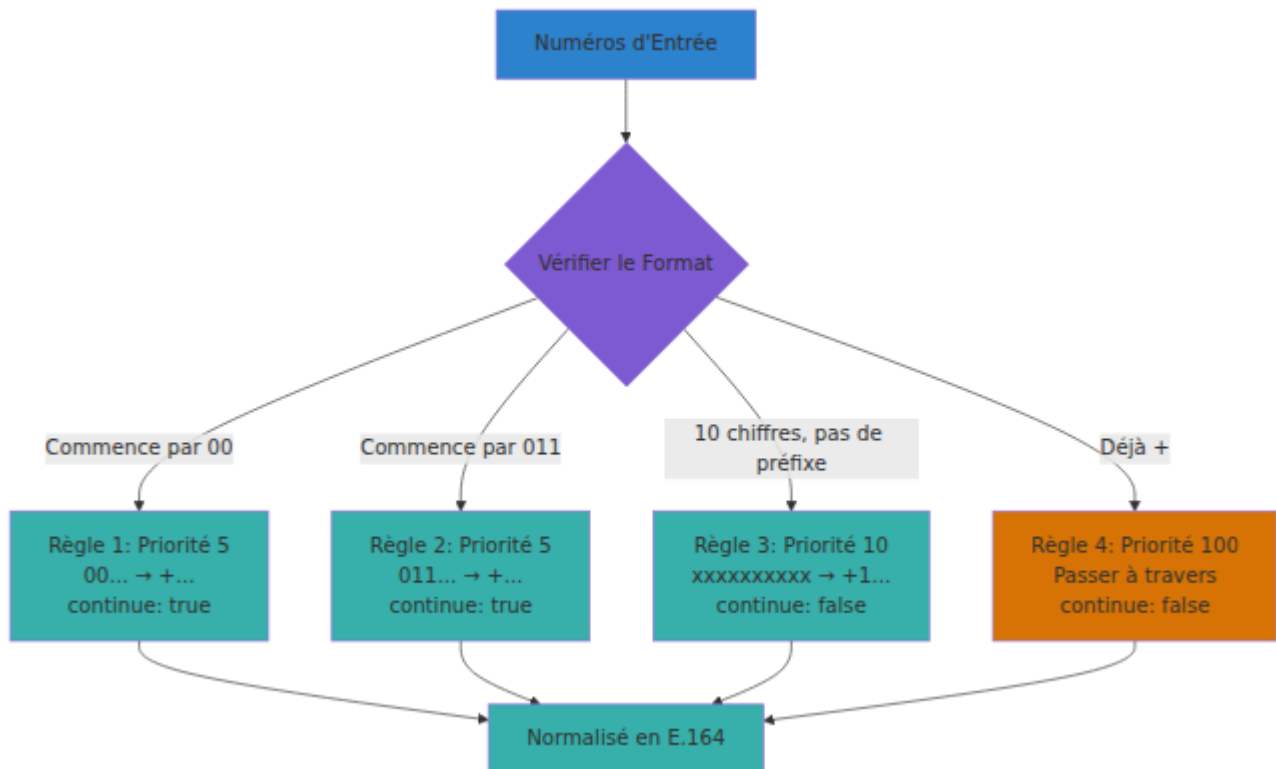 Numéros d'Entrée
Vérifier le Format
Commence par 00
Commence par 011
10 chiffres, pas de
préfixe
Déjà +
Règle 1: Priorité 5
00... → +...
continue: true
Règle 2: Priorité 5
011... → +...
continue: true
Règle 3: Priorité 10
xxxxxxxxxx → +1...
continue: false
Règle 4: Priorité 100
Passer à travers
continue: false
Normalisé en E.164